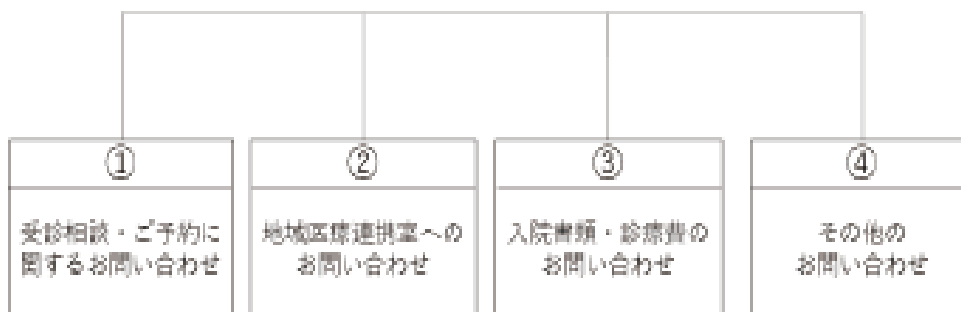 ①
受診相談・ご予約に
関するお問い合わせ
②
地域医療連携室への
お問い合わせ
③
入院書類・診療費の
お問い合わせ
④
その他の
お問い合わせ